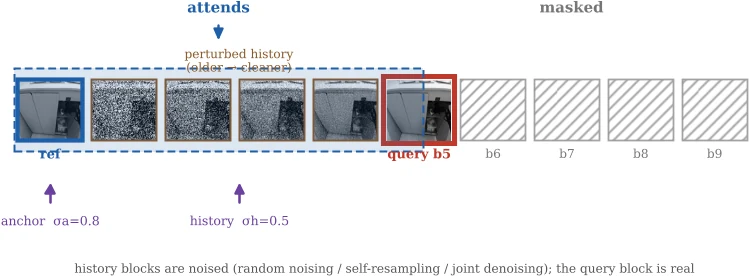 attends
masked
perturbed history
(older → cleaner)
ref
query b5
b6
b7
b8
b9
anchor σa=0.8
history σh=0.5
history blocks are noised (random noising / self-resampling / joint denoising); the query block is real